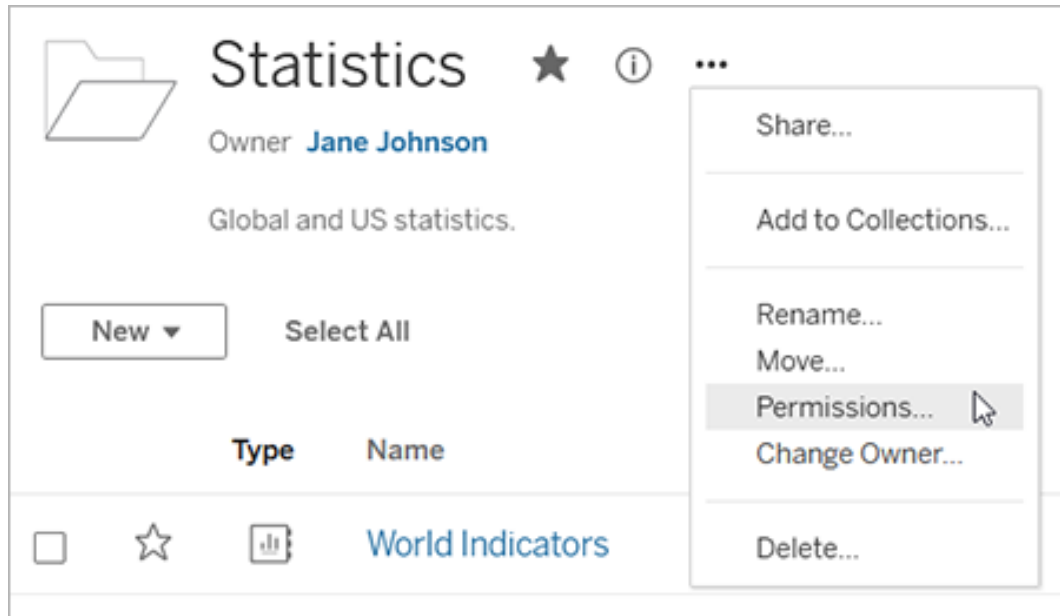 Statistics
Owner Jane Johnson
Global and US statistics.
New
Select All
Type Name
World Indicators
Share...
Add to Collections...
Rename...
Move...
Permissions...
Change Owner...
Delete...